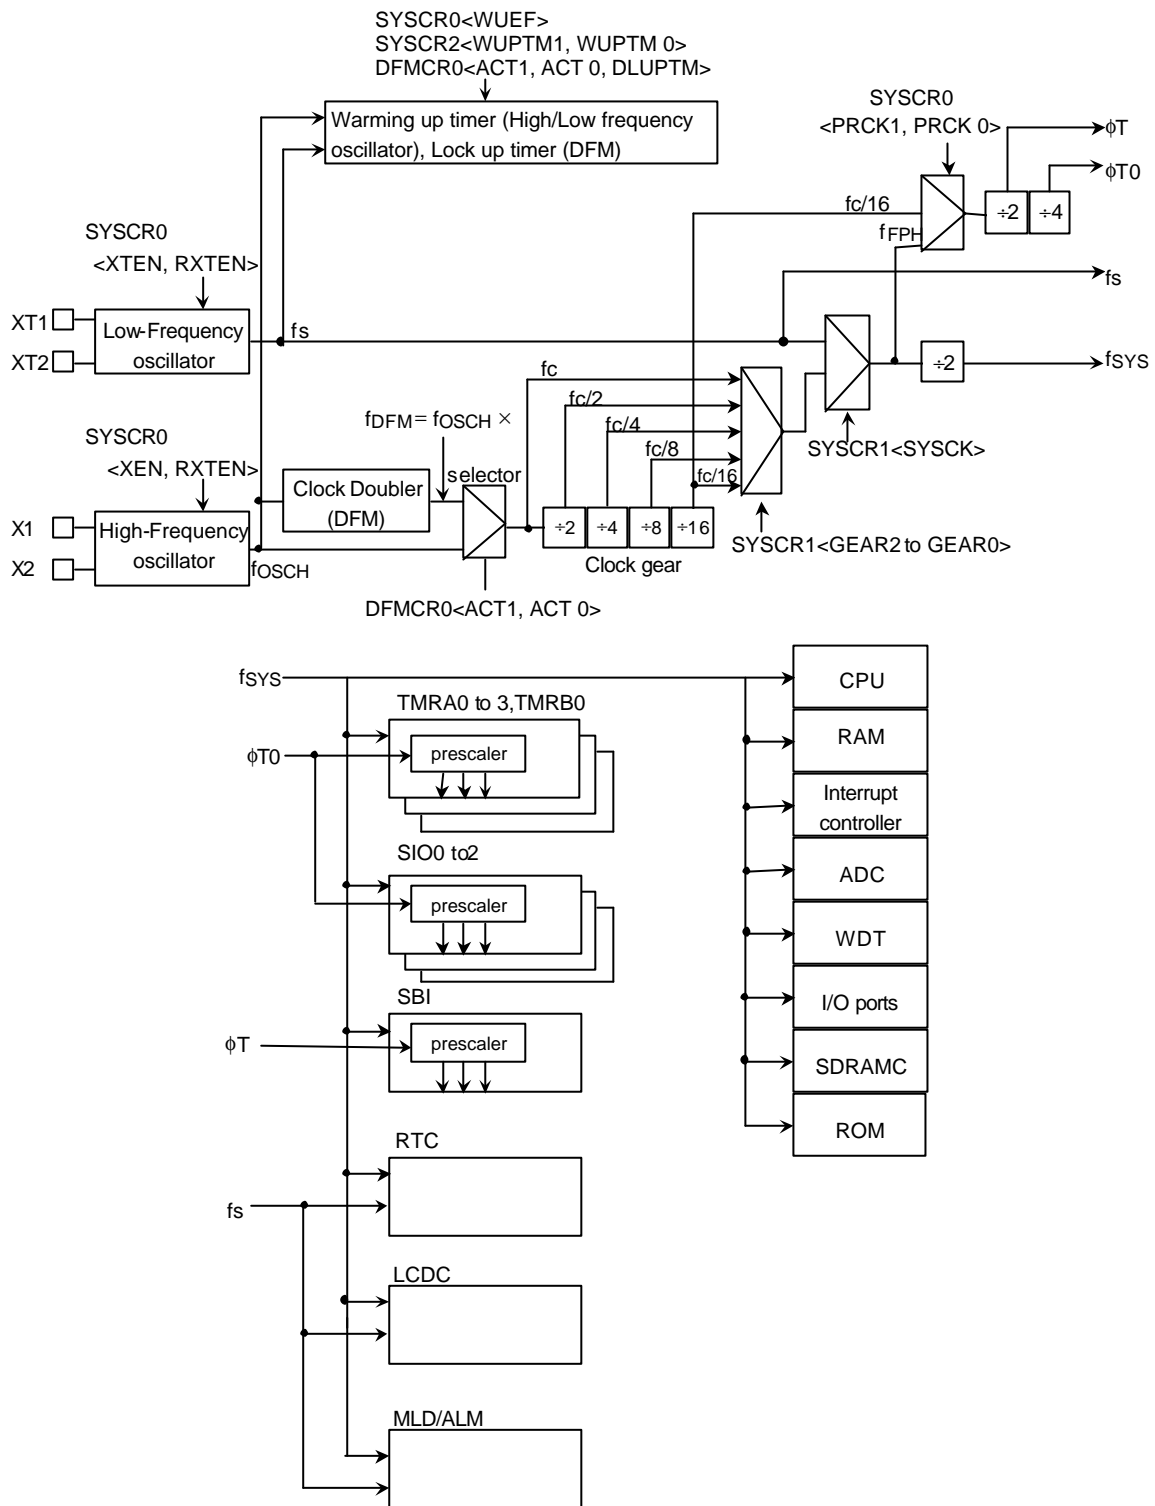 SYSCR0<WUEF>
SYSCR2<WUPTM1, WUPTM 0>
DFMCR0<ACT1, ACT 0, DLUPTM>
Warming up timer (High/Low frequency
oscillator), Lock up timer (DFM)
SYSCR0
<PRCK1, PRCK 0>
ϕT
ϕT0
fc/16
fFPH
÷2
÷4
SYSCR0
<XTEN, RXTEN>
XT1
XT2
Low-Frequency
oscillator
fs
fs
fSYS
÷2
fc
fc/2
fc/4
fc/8
fc/16
SYSCR1<SYSCK>
fDFM = fOSCH ×
selector
SYSCR0
<XEN, RXTEN>
Clock Doubler
(DFM)
X1
X2
High-Frequency
oscillator
fOSCH
÷2
÷4
÷8
÷16
Clock gear
SYSCR1<GEAR2 to GEAR0>
DFMCR0<ACT1, ACT 0>
fSYS
TMRA0 to 3,TMRB0
ϕT0
prescaler
SIO0 to2
prescaler
SBI
ϕT
prescaler
RTC
fs
LCDC
MLD/ALM
CPU
RAM
Interrupt
controller
ADC
WDT
I/O ports
SDRAMC
ROM